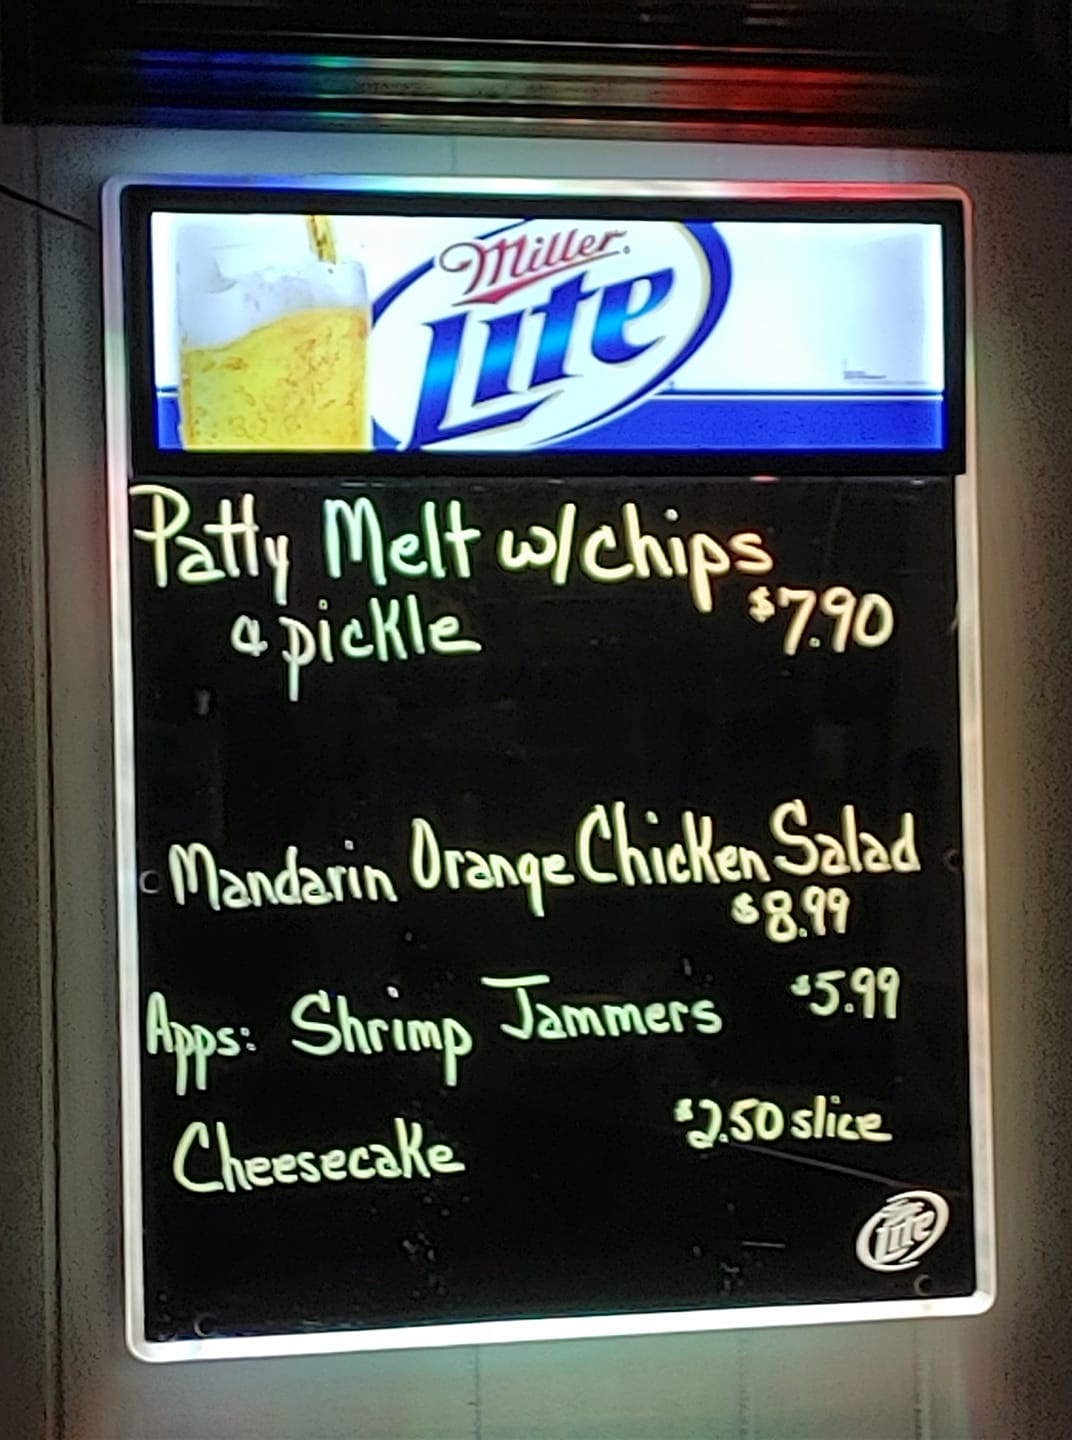 Miller
Lite
Patty Melt w/chips
& pickle $7.90
Mandarin Orange Chicken Salad
$8.99
Apps: Shrimp Jammers $5.99
Cheesecake $2.50 slice
Lite